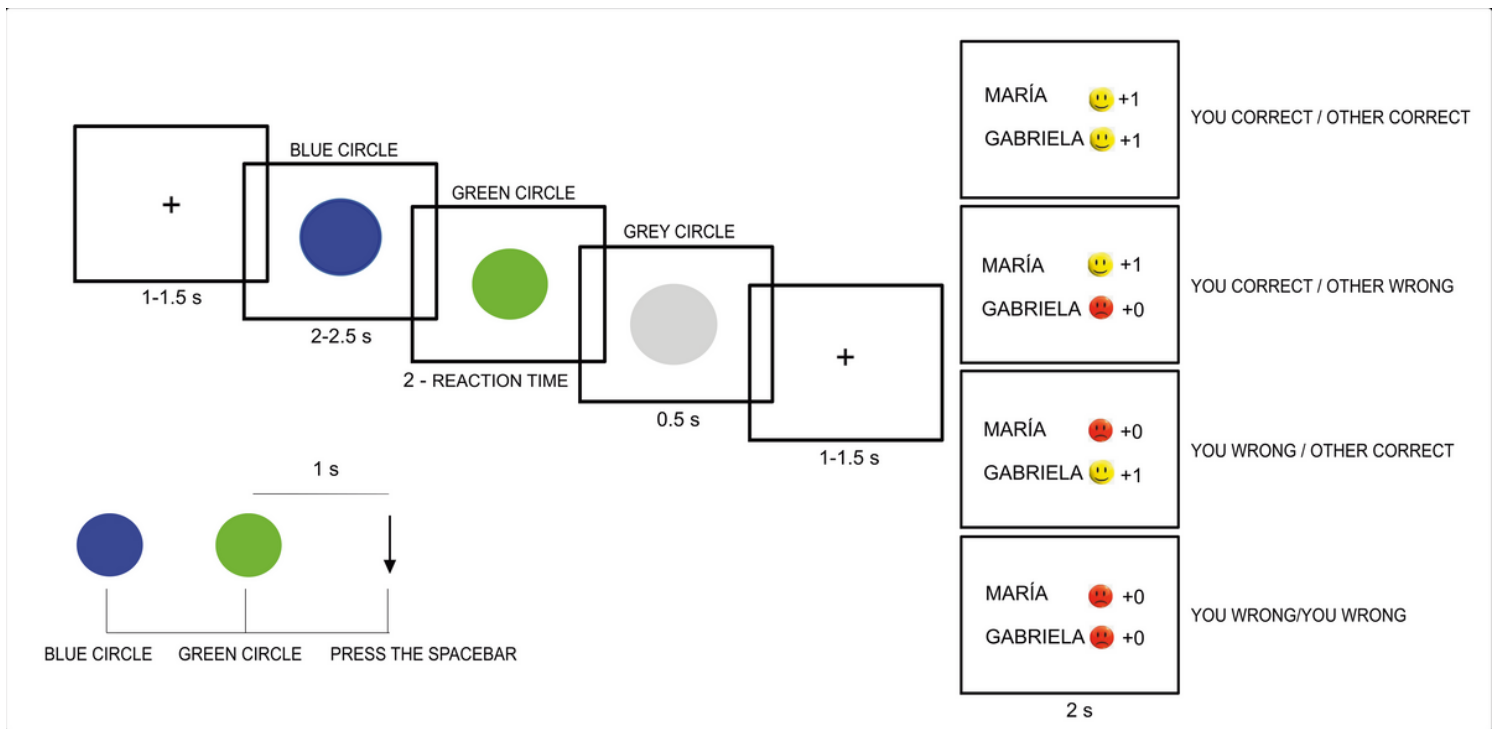 +
1-1.5 s
BLUE CIRCLE
2-2.5 s
GREEN CIRCLE
2 - REACTION TIME
GREY CIRCLE
0.5 s
+
1-1.5 s
MARÍA +1
GABRIELA +1
YOU CORRECT / OTHER CORRECT
MARÍA +1
GABRIELA +0
YOU CORRECT / OTHER WRONG
MARÍA +0
GABRIELA +1
YOU WRONG / OTHER CORRECT
MARÍA +0
GABRIELA +0
YOU WRONG/YOU WRONG
2 s
1 s
BLUE CIRCLE GREEN CIRCLE PRESS THE SPACEBAR